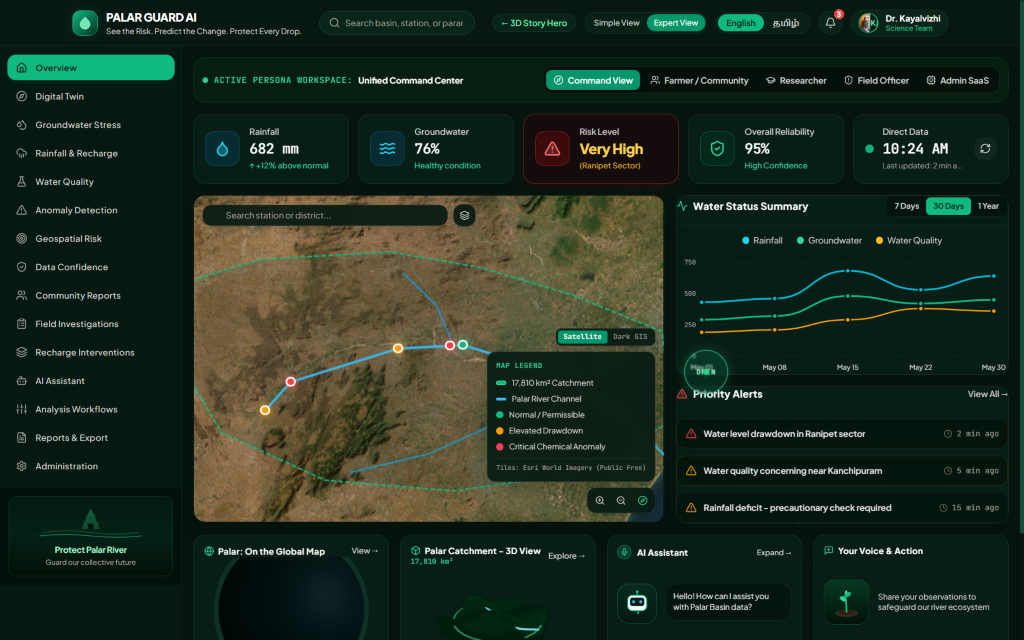 PALAR GUARD AI
See the Risk. Predict the Change. Protect Every Drop.
Search basin, station, or param
← 3D Story Hero
Simple View
Expert View
English
தமிழ்
3
Dr. Kayalvizhi
Science Team
Overview
Digital Twin
Groundwater Stress
Rainfall & Recharge
Water Quality
Anomaly Detection
Geospatial Risk
Data Confidence
Community Reports
Field Investigations
Recharge Interventions
AI Assistant
Analysis Workflows
Reports & Export
Administration
Protect Palar River
Guard our collective future
ACTIVE PERSONA WORKSPACE: Unified Command Center
Command View
Farmer / Community
Researcher
Field Officer
Admin SaaS
Rainfall
682 mm
↑ +12% above normal
Groundwater
76%
Healthy condition
Risk Level
Very High
(Ranipet Sector)
Overall Reliability
95%
High Confidence
Direct Data
10:24 AM
Last updated: 2 min a...
Search station or district...
Satellite
Dark GIS
MAP LEGEND
17,810 km² Catchment
Palar River Channel
Normal / Permissible
Elevated Drawdown
Critical Chemical Anomaly
Tiles: Esri World Imagery (Public Free)
Water Status Summary
7 Days
30 Days
1 Year
Rainfall
Groundwater
Water Quality
750
500
250
May 08
May 15
May 22
May 30
Priority Alerts
View All →
Water level drawdown in Ranipet sector
2 min ago
Water quality concerning near Kanchipuram
5 min ago
Rainfall deficit - precautionary check required
15 min ago
Palar: On the Global Map
View →
Palar Catchment - 3D View
17,810 km²
Explore →
AI Assistant
Expand →
Hello! How can I assist you
with Palar Basin data?
Your Voice & Action
Share your observations to
safeguard our river ecosystem